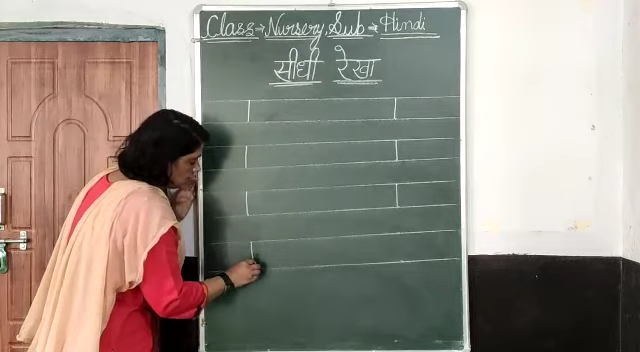 Class → Nursery, Sub → Hindi
सीधी रेखा